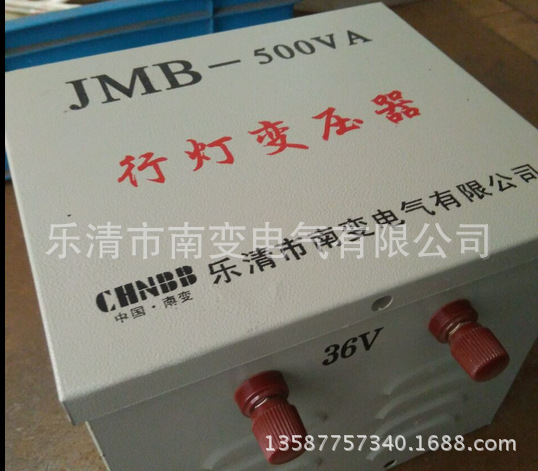 JMB-500VA
行灯变压器
乐清市南变电气有限公司
CHNBB 乐清市南变电气有限公司
中国·南变
36V
13587757340.1688.com